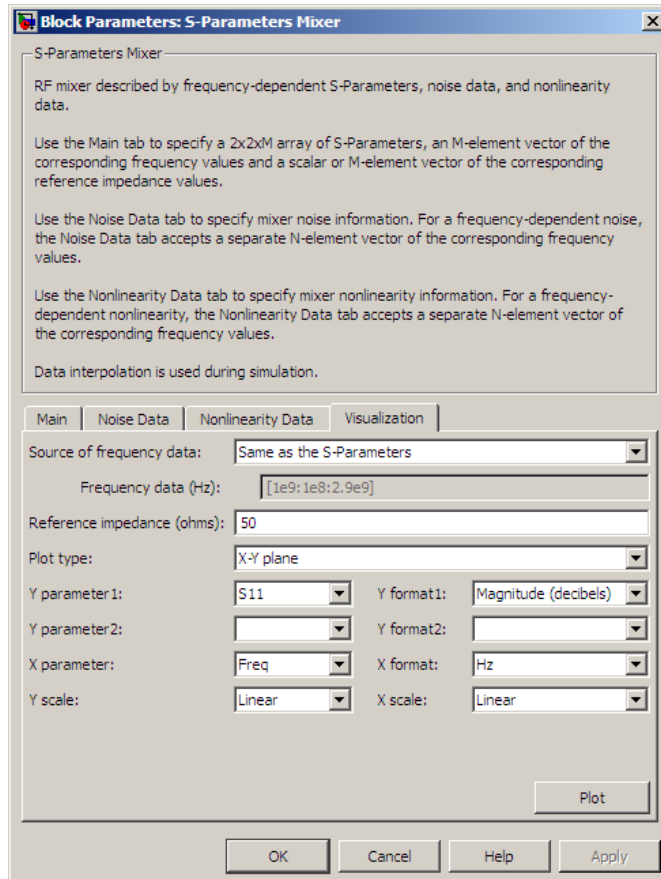 Block Parameters: S-Parameters Mixer
S-Parameters Mixer
RF mixer described by frequency-dependent S-Parameters, noise data, and nonlinearity
data.
Use the Main tab to specify a 2x2xM array of S-Parameters, an M-element vector of the
corresponding frequency values and a scalar or M-element vector of the corresponding
reference impedance values.
Use the Noise Data tab to specify mixer noise information. For a frequency-dependent noise,
the Noise Data tab accepts a separate N-element vector of the corresponding frequency
values.
Use the Nonlinearity Data tab to specify mixer nonlinearity information. For a frequency-
dependent nonlinearity, the Nonlinearity Data tab accepts a separate N-element vector of
the corresponding frequency values.
Data interpolation is used during simulation.
Main Noise Data Nonlinearity Data Visualization
Source of frequency data: Same as the S-Parameters
Frequency data (Hz): [1e9:1e8:2.9e9]
Reference impedance (ohms): 50
Plot type: X-Y plane
Y parameter1: S11 Y format1: Magnitude (decibels)
Y parameter2: Y format2:
X parameter: Freq X format: Hz
Y scale: Linear X scale: Linear
Plot
OK Cancel Help Apply